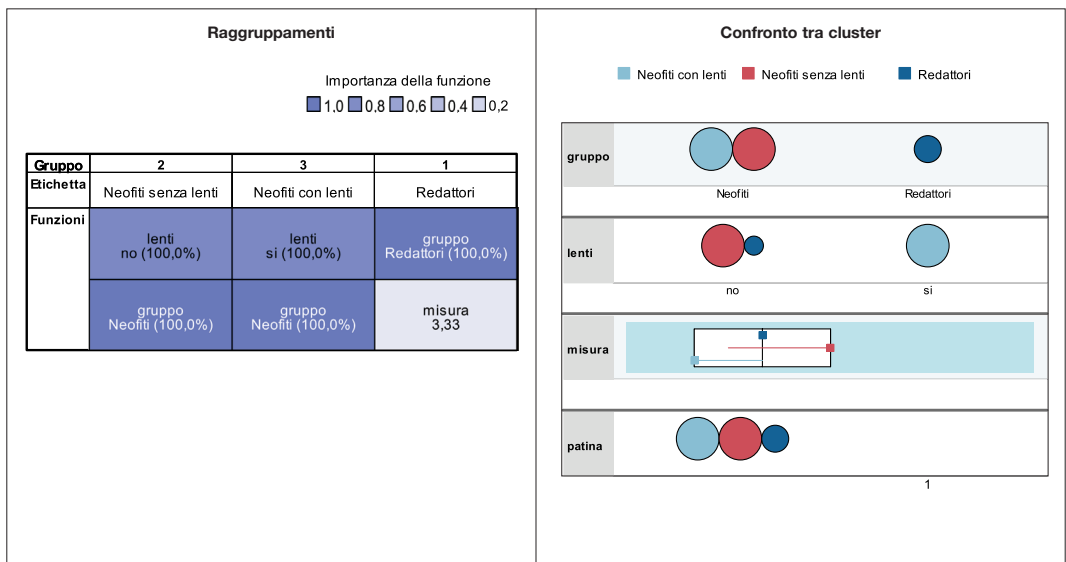 Raggruppamenti
Importanza della funzione
1,0 0,8 0,6 0,4 0,2
Gruppo 2 3 1
Etichetta Neofiti senza lenti Neofiti con lenti Redattori
Funzioni
lenti lenti gruppo
no (100,0%) si (100,0%) Redattori (100,0%)
gruppo gruppo misura
Neofiti (100,0%) Neofiti (100,0%) 3,33
Confronto tra cluster
Neofiti con lenti Neofiti senza lenti Redattori
gruppo
Neofiti Redattori
lenti
no si
misura
patina
1